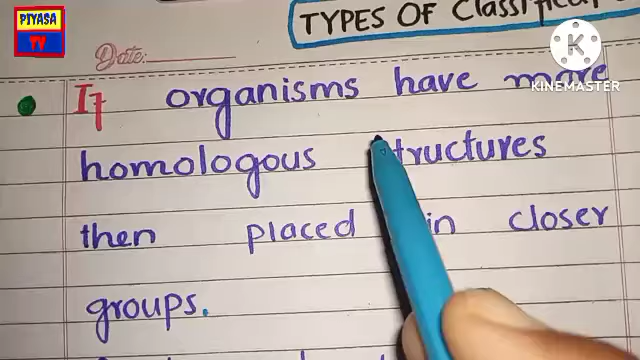 PIYASA
TV
TYPES OF
Date:
KINEMASTER
If organisms have more
homologous structures
then placed in closer
groups.